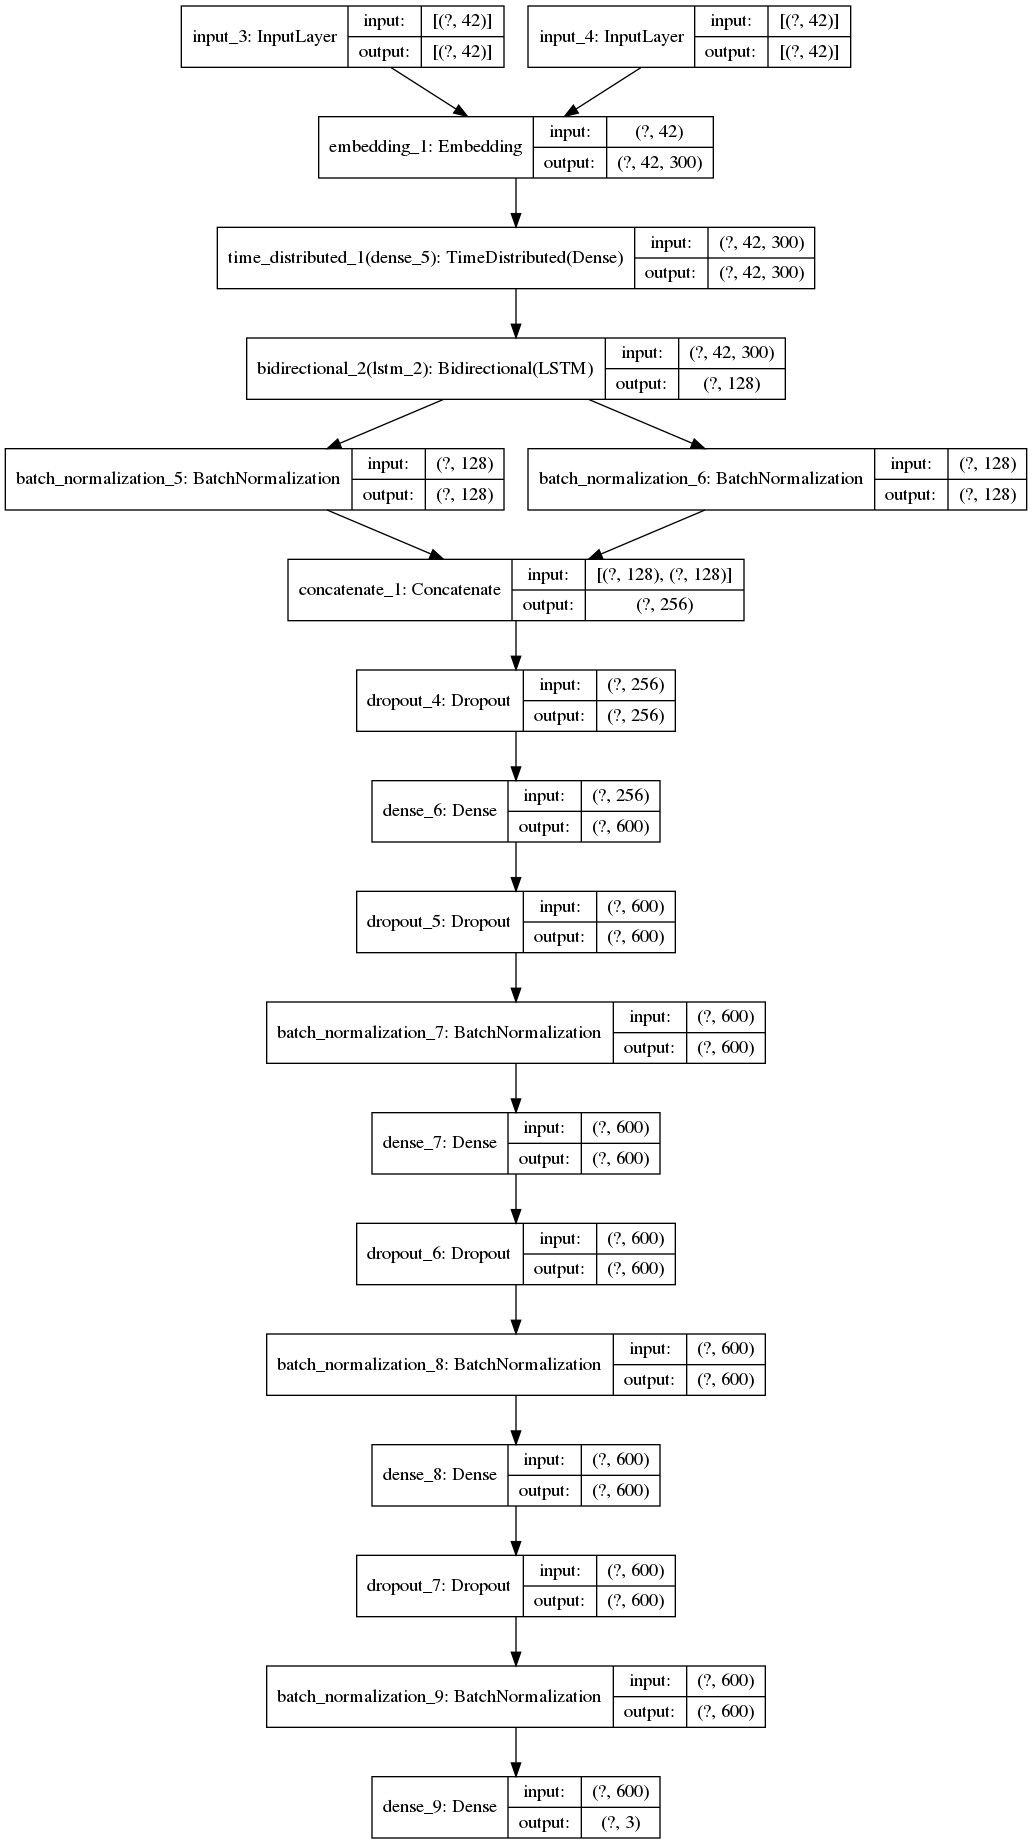 input_3: InputLayer
input: [(?, 42)]
output: [(?, 42)]
input_4: InputLayer
input: [(?, 42)]
output: [(?, 42)]
embedding_1: Embedding
input: (?, 42)
output: (?, 42, 300)
time_distributed_1(dense_5): TimeDistributed(Dense)
input: (?, 42, 300)
output: (?, 42, 300)
bidirectional_2(lstm_2): Bidirectional(LSTM)
input: (?, 42, 300)
output: (?, 128)
batch_normalization_5: BatchNormalization
input: (?, 128)
output: (?, 128)
batch_normalization_6: BatchNormalization
input: (?, 128)
output: (?, 128)
concatenate_1: Concatenate
input: [(?, 128), (?, 128)]
output: (?, 256)
dropout_4: Dropout
input: (?, 256)
output: (?, 256)
dense_6: Dense
input: (?, 256)
output: (?, 600)
dropout_5: Dropout
input: (?, 600)
output: (?, 600)
batch_normalization_7: BatchNormalization
input: (?, 600)
output: (?, 600)
dense_7: Dense
input: (?, 600)
output: (?, 600)
dropout_6: Dropout
input: (?, 600)
output: (?, 600)
batch_normalization_8: BatchNormalization
input: (?, 600)
output: (?, 600)
dense_8: Dense
input: (?, 600)
output: (?, 600)
dropout_7: Dropout
input: (?, 600)
output: (?, 600)
batch_normalization_9: BatchNormalization
input: (?, 600)
output: (?, 600)
dense_9: Dense
input: (?, 600)
output: (?, 3)